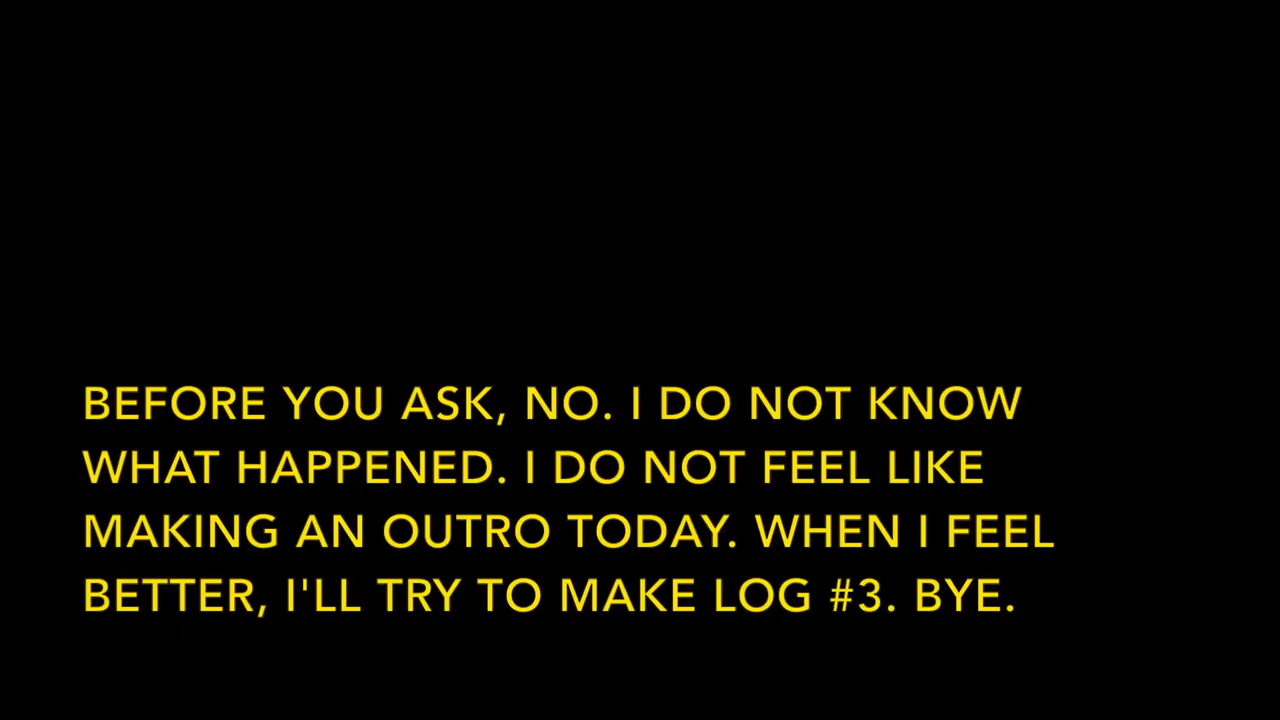 BEFORE YOU ASK, NO. I DO NOT KNOW
WHAT HAPPENED. I DO NOT FEEL LIKE
MAKING AN OUTRO TODAY. WHEN I FEEL
BETTER, I'LL TRY TO MAKE LOG #3. BYE.